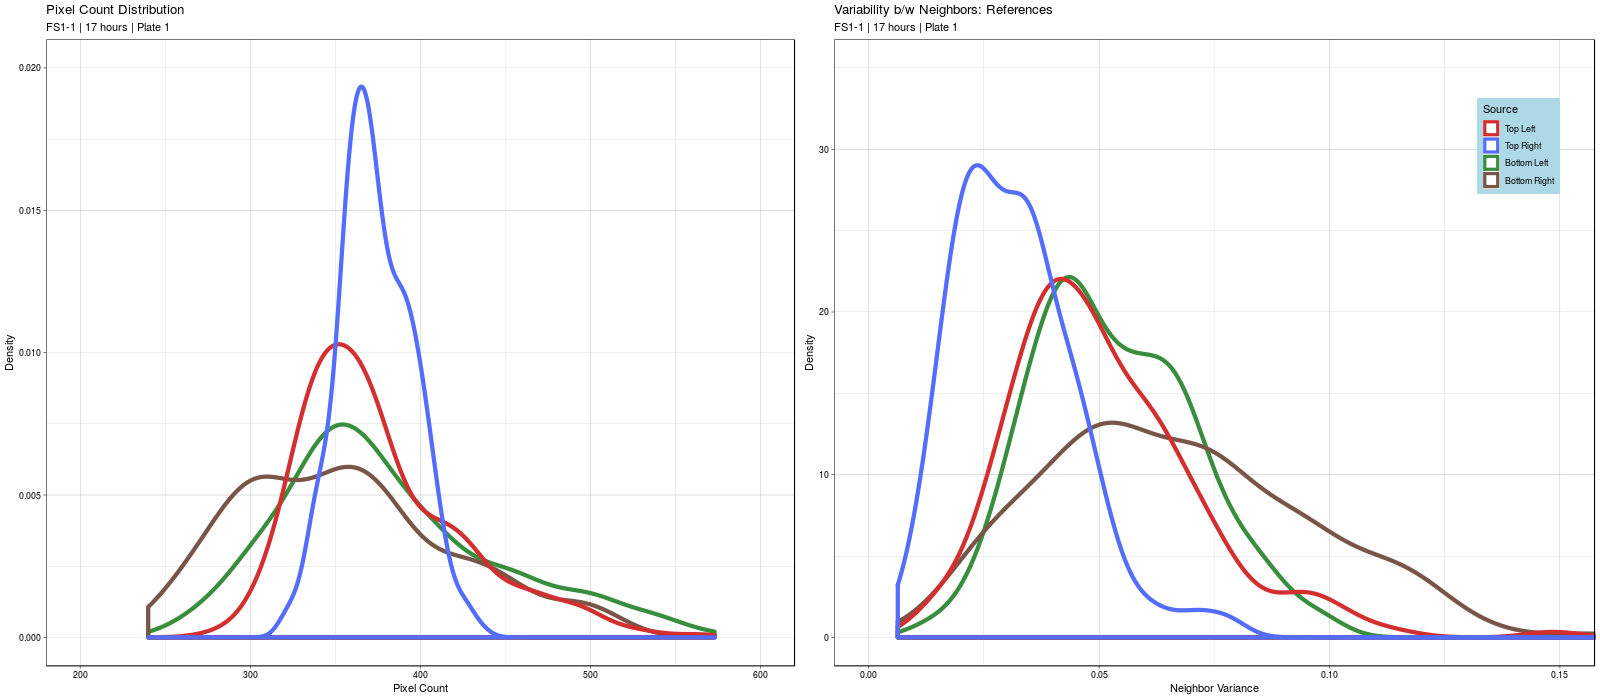 Pixel Count Distribution
FS1-1 | 17 hours | Plate 1
0.020
0.015
0.010
0.005
0.000
Density
200
300
400
500
600
Pixel Count
Variability b/w Neighbors: References
FS1-1 | 17 hours | Plate 1
30
20
10
0
Density
Source
Top Left
Top Right
Bottom Left
Bottom Right
0.00
0.05
0.10
0.15
Neighbor Variance